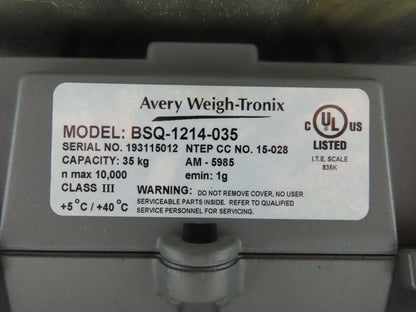 Avery Weigh-Tronix
MODEL: BSQ-1214-035
SERIAL NO. 193115012 NTEP CC NO. 15-028
CAPACITY: 35 kg AM - 5985
n max 10,000 emin: 1g
CLASS III WARNING: DO NOT REMOVE COVER, NO USER
SERVICEABLE PARTS INSIDE. REFER TO QUALIFIED
+5°C / +40°C SERVICE PERSONNEL FOR SERVICING.
C UL US
LISTED
I.T.E. SCALE
835K